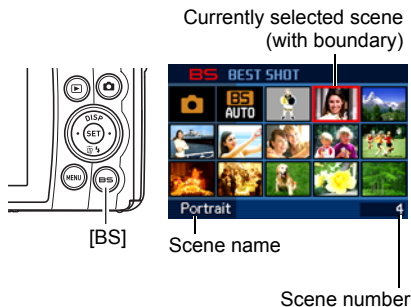 Currently selected scene
(with boundary)
BS BEST SHOT
BS
AUTO
DISP
SET
MENU
BS
Portrait
4
[BS]
Scene name
Scene number